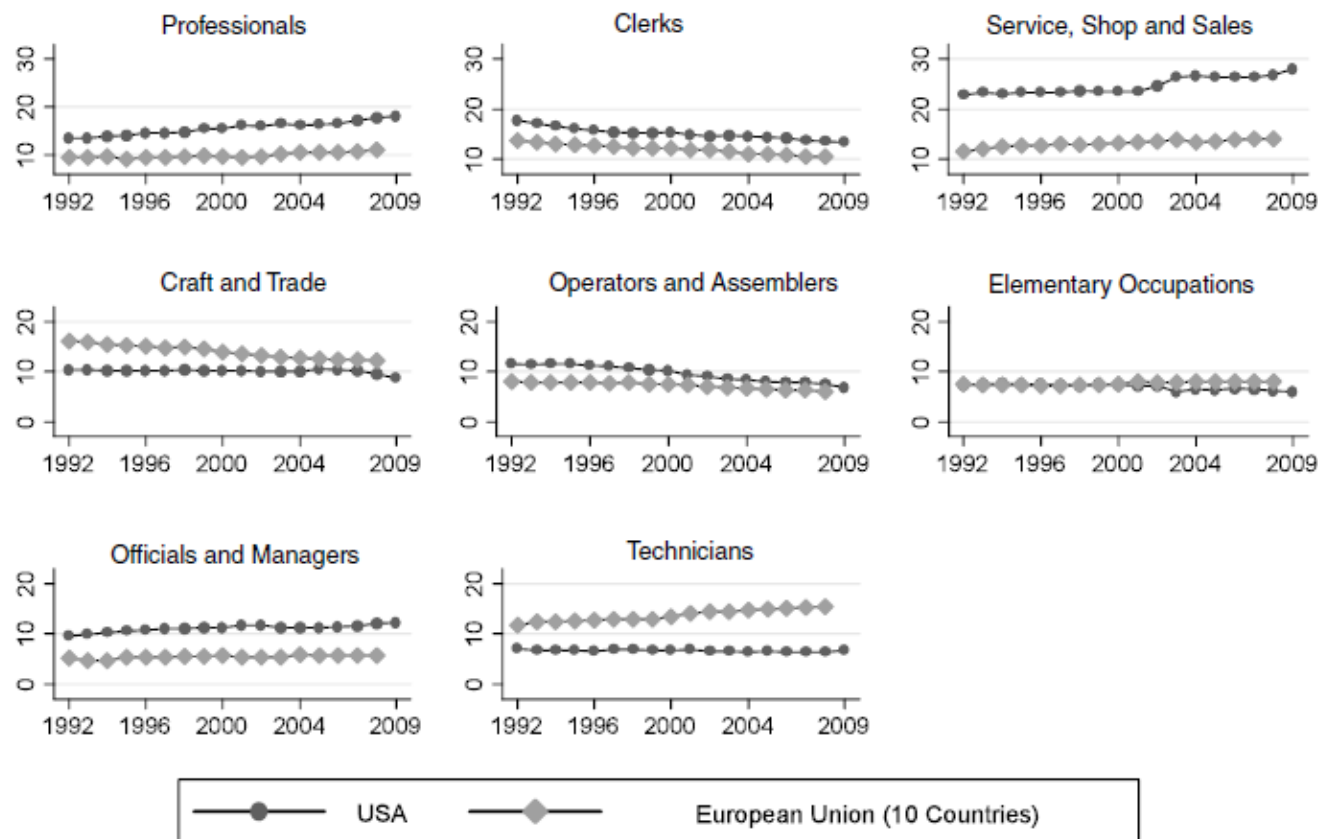 Professionals
Clerks
Service, Shop and Sales
30
20
10
1992 1996 2000 2004 2009
30
20
10
1992 1996 2000 2004 2009
30
20
10
1992 1996 2000 2004 2009
Craft and Trade
Operators and Assemblers
Elementary Occupations
20
10
0
1992 1996 2000 2004 2009
20
10
0
1992 1996 2000 2004 2009
20
10
0
1992 1996 2000 2004 2009
Officials and Managers
Technicians
20
10
0
1992 1996 2000 2004 2009
20
10
0
1992 1996 2000 2004 2009
USA
European Union (10 Countries)